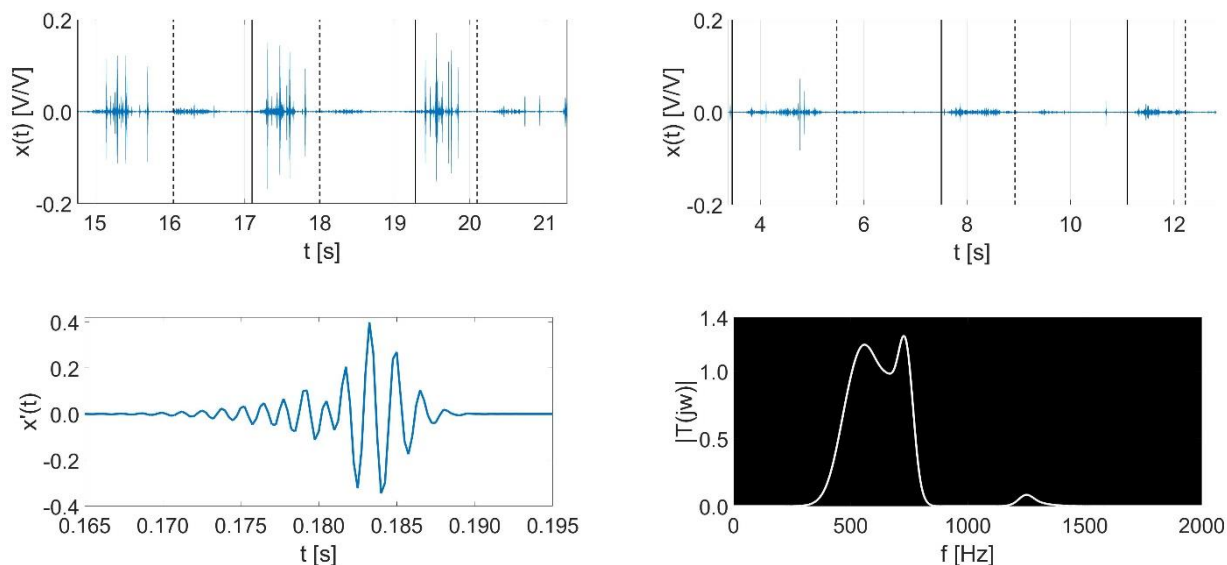 0.2
0.0
-0.2
x(t) [V/V]
15 16 17 18 19 20 21
t [s]
0.2
0.0
-0.2
x(t) [V/V]
4 6 8 10 12
t [s]
0.4
0.2
0.0
-0.2
-0.4
x'(t)
0.165 0.170 0.175 0.180 0.185 0.190 0.195
t [s]
1.4
1.0
0.5
0.0
|T(jw)|
0 500 1000 1500 2000
f [Hz]